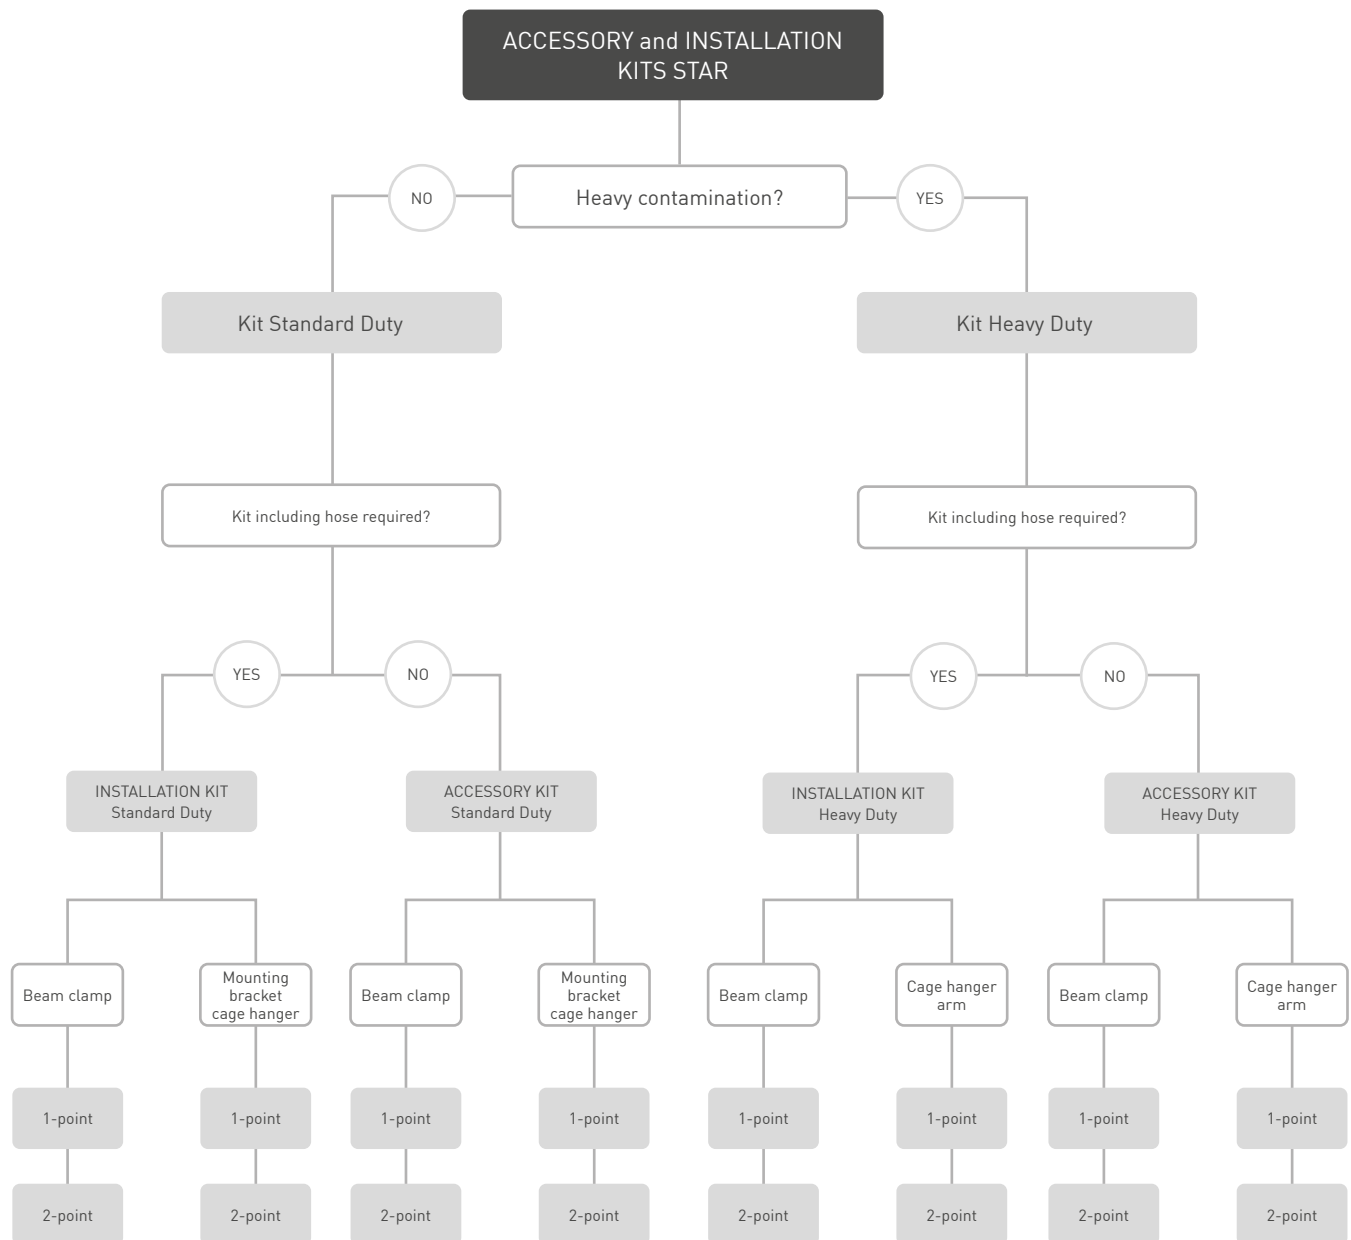 ACCESSORY and INSTALLATION
KITS STAR
NO
Heavy contamination?
YES
Kit Standard Duty
Kit Heavy Duty
Kit including hose required?
Kit including hose required?
YES
NO
YES
NO
INSTALLATION KIT
Standard Duty
ACCESSORY KIT
Standard Duty
INSTALLATION KIT
Heavy Duty
ACCESSORY KIT
Heavy Duty
Beam clamp
Mounting
bracket
cage hanger
Beam clamp
Mounting
bracket
cage hanger
Beam clamp
Cage hanger
arm
Beam clamp
Cage hanger
arm
1-point
1-point
1-point
1-point
1-point
1-point
1-point
1-point
2-point
2-point
2-point
2-point
2-point
2-point
2-point
2-point